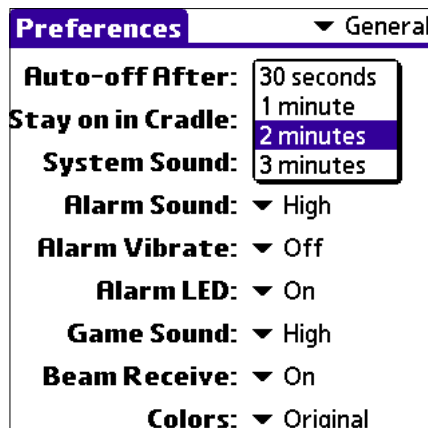 Preferences General
Auto-off After: 30 seconds
1 minute
Stay on in Cradle:
2 minutes
System Sound: 3 minutes
Alarm Sound: High
Alarm Vibrate: Off
Alarm LED: On
Game Sound: High
Beam Receive: On
Colors: Original